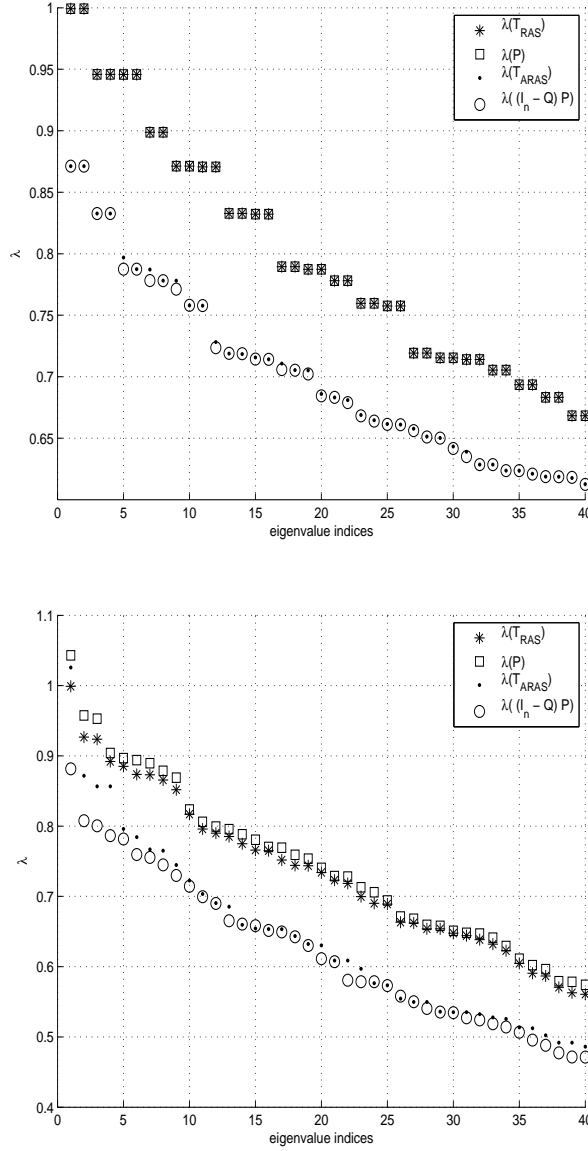 1
0.95
0.9
0.85
0.8
0.75
0.7
0.65
λ
0 5 10 15 20 25 30 35 40
eigenvalue indices
λ(T_RAS)
λ(P)
λ(T_ARAS)
λ( (I_n − Q) P)
1.1
1
0.9
0.8
0.7
0.6
0.5
0.4
λ
0 5 10 15 20 25 30 35 40
eigenvalue indices
λ(T_RAS)
λ(P)
λ(T_ARAS)
λ( (I_n − Q) P)